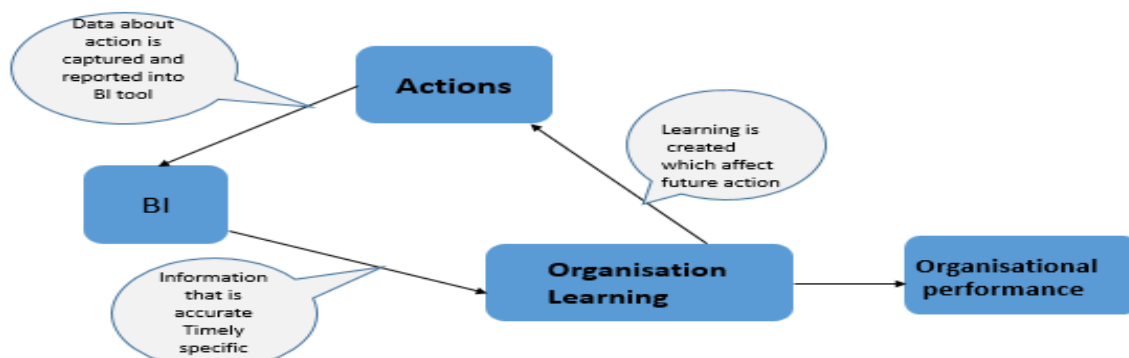 Data about
action is
captured and
reported into
BI tool
Actions
Learning is
created
which affect
future action
BI
Organisation
Learning
Organisational
performance
Information
that is
accurate
Timely
specific